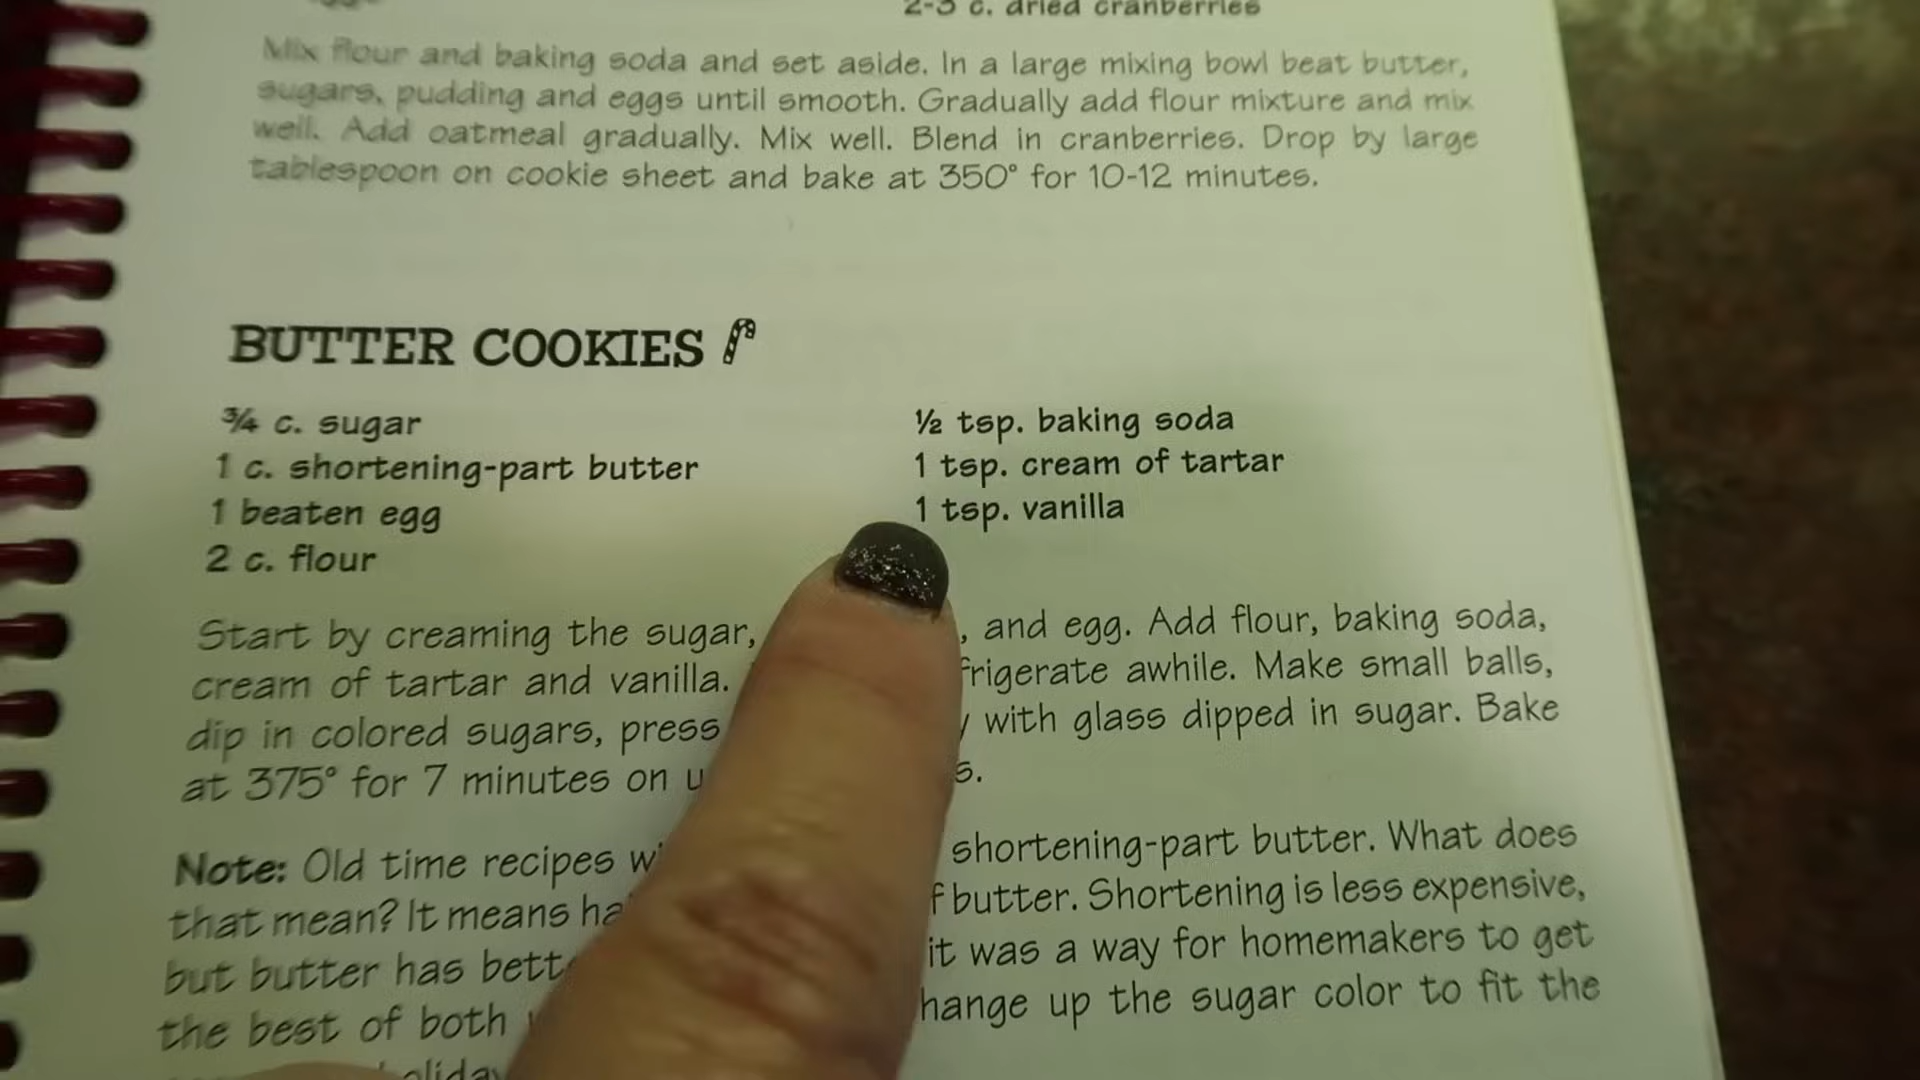 2-3 c. dried cranberries
Mix flour and baking soda and set aside. In a large mixing bowl beat butter,
sugars, pudding and eggs until smooth. Gradually add flour mixture and mix
well. Add oatmeal gradually. Mix well. Blend in cranberries. Drop by large
tablespoon on cookie sheet and bake at 350° for 10-12 minutes.
BUTTER COOKIES
¾ c. sugar
1 c. shortening-part butter
1 beaten egg
2 c. flour
½ tsp. baking soda
1 tsp. cream of tartar
1 tsp. vanilla
Start by creaming the sugar, , and egg. Add flour, baking soda,
cream of tartar and vanilla. frigerate awhile. Make small balls,
dip in colored sugars, press with glass dipped in sugar. Bake
at 375° for 7 minutes on
Note: Old time recipes shortening-part butter. What does
that mean? It means butter. Shortening is less expensive,
but butter has it was a way for homemakers to get
the best of both hange up the sugar color to fit the